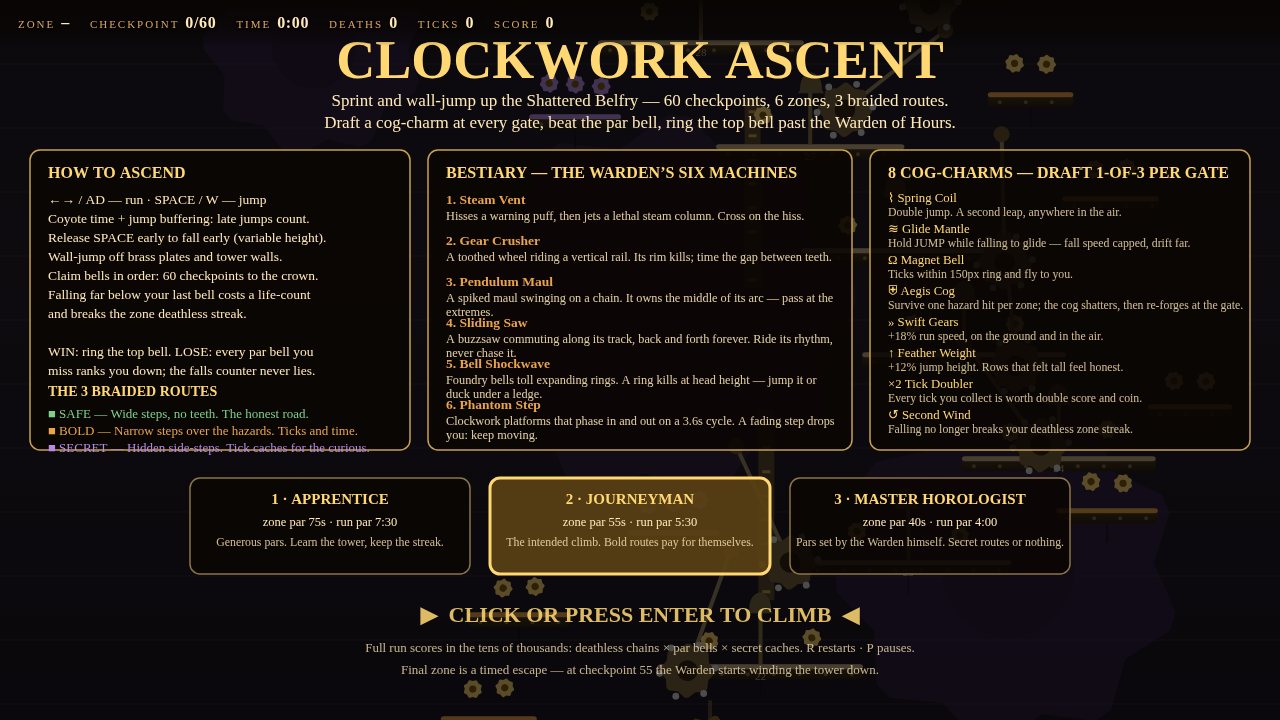 ZONE – CHECKPOINT 0/60 TIME 0:00 DEATHS 0 TICKS 0 SCORE 0
CLOCKWORK ASCENT
Sprint and wall-jump up the Shattered Belfry — 60 checkpoints, 6 zones, 3 braided routes.
Draft a cog-charm at every gate, beat the par bell, ring the top bell past the Warden of Hours.
HOW TO ASCEND
←→ / AD — run · SPACE / W — jump
Coyote time + jump buffering: late jumps count.
Release SPACE early to fall early (variable height).
Wall-jump off brass plates and tower walls.
Claim bells in order: 60 checkpoints to the crown.
Falling far below your last bell costs a life-count
and breaks the zone deathless streak.
WIN: ring the top bell. LOSE: every par bell you
miss ranks you down; the falls counter never lies.
THE 3 BRAIDED ROUTES
■ SAFE — Wide steps, no teeth. The honest road.
■ BOLD — Narrow steps over the hazards. Ticks and time.
■ SECRET — Hidden side-steps. Tick caches for the curious.
BESTIARY — THE WARDEN’S SIX MACHINES
1. Steam Vent
Hisses a warning puff, then jets a lethal steam column. Cross on the hiss.
2. Gear Crusher
A toothed wheel riding a vertical rail. Its rim kills; time the gap between teeth.
3. Pendulum Maul
A spiked maul swinging on a chain. It owns the middle of its arc — pass at the
extremes.
4. Sliding Saw
A buzzsaw commuting along its track, back and forth forever. Ride its rhythm,
never chase it.
5. Bell Shockwave
Foundry bells toll expanding rings. A ring kills at head height — jump it or
duck under a ledge.
6. Phantom Step
Clockwork platforms that phase in and out on a 3.6s cycle. A fading step drops
you: keep moving.
8 COG-CHARMS — DRAFT 1-OF-3 PER GATE
⌇ Spring Coil
Double jump. A second leap, anywhere in the air.
≋ Glide Mantle
Hold JUMP while falling to glide — fall speed capped, drift far.
Ω Magnet Bell
Ticks within 150px ring and fly to you.
⛨ Aegis Cog
Survive one hazard hit per zone; the cog shatters, then re-forges at the gate.
» Swift Gears
+18% run speed, on the ground and in the air.
↑ Feather Weight
+12% jump height. Rows that felt tall feel honest.
×2 Tick Doubler
Every tick you collect is worth double score and coin.
↺ Second Wind
Falling no longer breaks your deathless zone streak.
1 · APPRENTICE
zone par 75s · run par 7:30
Generous pars. Learn the tower, keep the streak.
2 · JOURNEYMAN
zone par 55s · run par 5:30
The intended climb. Bold routes pay for themselves.
3 · MASTER HOROLOGIST
zone par 40s · run par 4:00
Pars set by the Warden himself. Secret routes or nothing.
▶ CLICK OR PRESS ENTER TO CLIMB ◀
Full run scores in the tens of thousands: deathless chains × par bells × secret caches. R restarts · P pauses.
Final zone is a timed escape — at checkpoint 55 the Warden starts winding the tower down.
22